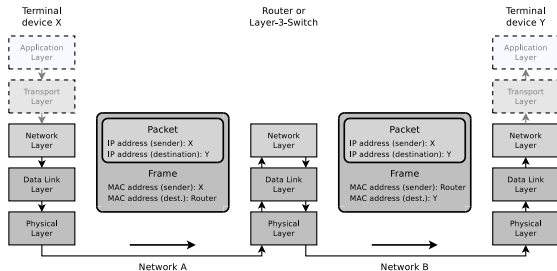 Terminal
device X
Router or
Layer-3-Switch
Terminal
device Y
Application
Layer
Transport
Layer
Network
Layer
Data Link
Layer
Physical
Layer
Packet
IP address (sender): X
IP address (destination): Y
Frame
MAC address (sender): X
MAC address (dest.): Router
Network
Layer
Data Link
Layer
Physical
Layer
Packet
IP address (sender): X
IP address (destination): Y
Frame
MAC address (sender): Router
MAC address (dest.): Y
Application
Layer
Transport
Layer
Network
Layer
Data Link
Layer
Physical
Layer
Network A
Network B